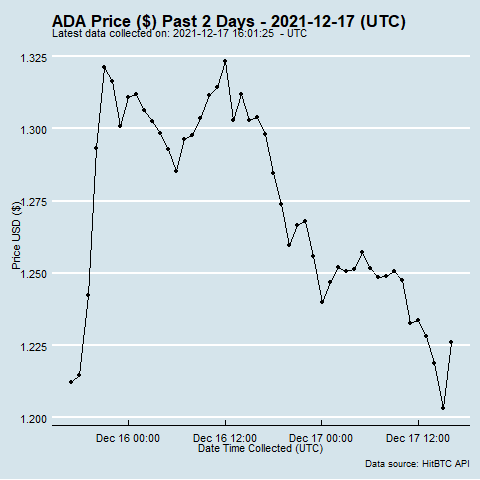 ADA Price ($) Past 2 Days - 2021-12-17 (UTC)
Latest data collected on: 2021-12-17 16:01:25 - UTC
1.325
1.300
1.275
1.250
1.225
1.200
Price USD ($)
Dec 16 00:00 Dec 16 12:00 Dec 17 00:00 Dec 17 12:00
Date Time Collected (UTC)
Data source: HitBTC API